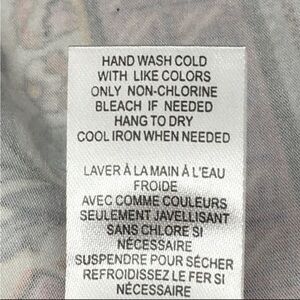 HAND WASH COLD
WITH LIKE COLORS
ONLY NON-CHLORINE
BLEACH IF NEEDED
HANG TO DRY
COOL IRON WHEN NEEDED
LAVER À LA MAIN À L'EAU
FROIDE
AVEC COMME COULEURS
SEULEMENT JAVELLISANT
SANS CHLORE SI
NÉCESSAIRE
SUSPENDRE POUR SÉCHER
REFROIDISSEZ LE FER SI
NÉCESSAIRE